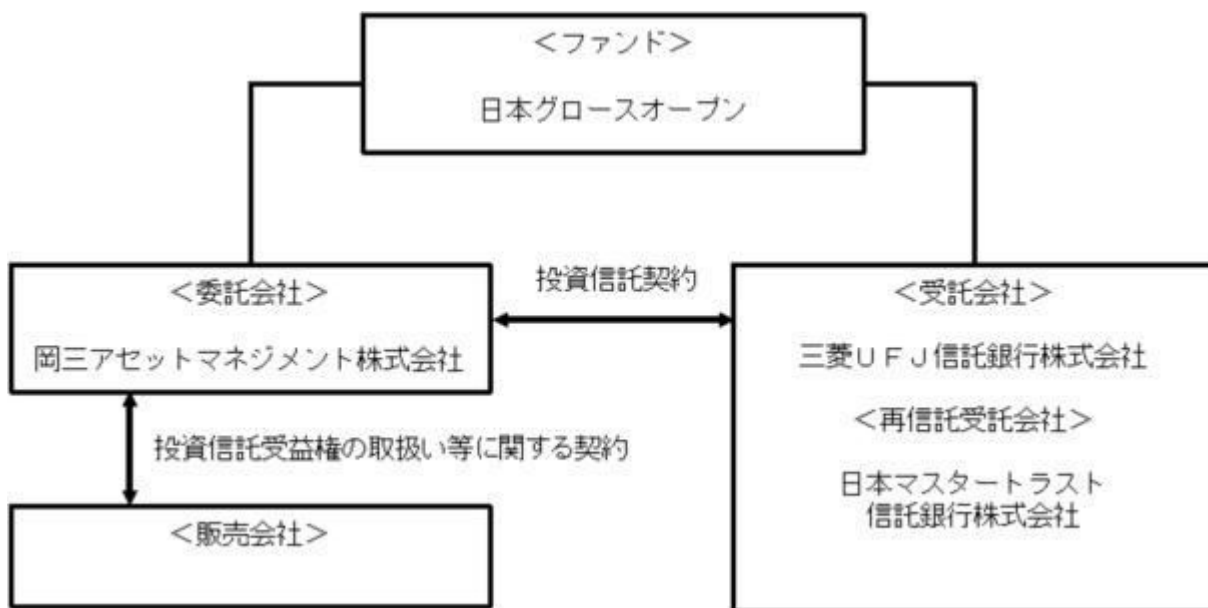 ＜ファンド＞
日本グロースオープン
＜委託会社＞
岡三アセットマネジメント株式会社
投資信託契約
＜受託会社＞
三菱ＵＦＪ信託銀行株式会社
＜再信託受託会社＞
日本マスタートラスト
信託銀行株式会社
投資信託受益権の取扱い等に関する契約
＜販売会社＞